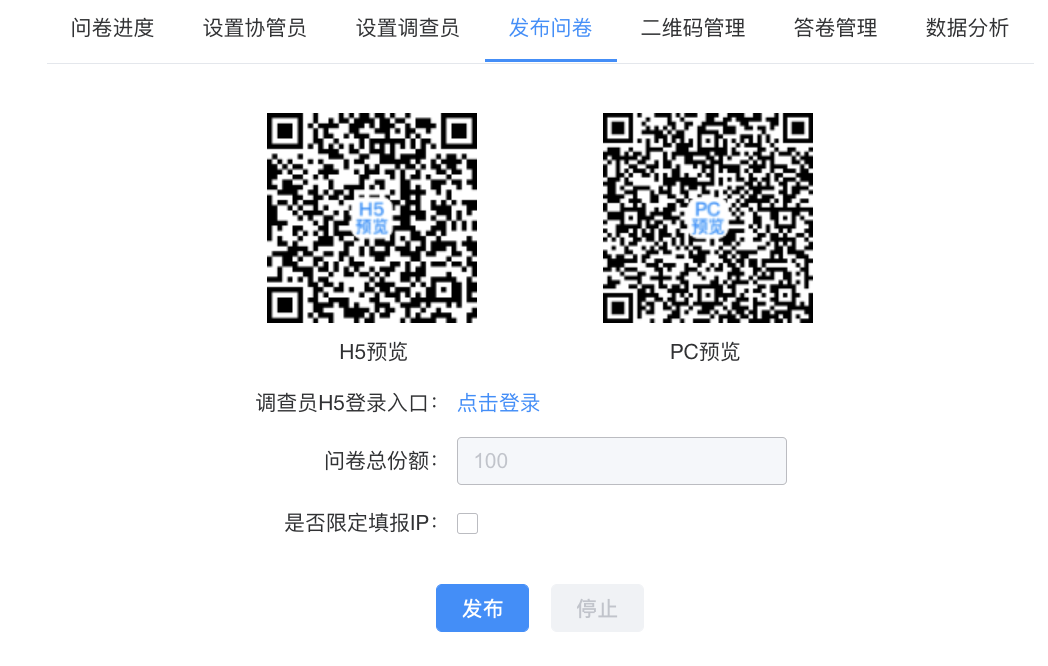 问卷进度 设置协管员 设置调查员 发布问卷 二维码管理 答卷管理 数据分析
H5 预览 PC 预览
H5预览 PC预览
调查员H5登录入口： 点击登录
问卷总份额： 100
是否限定填报IP：
发布 停止